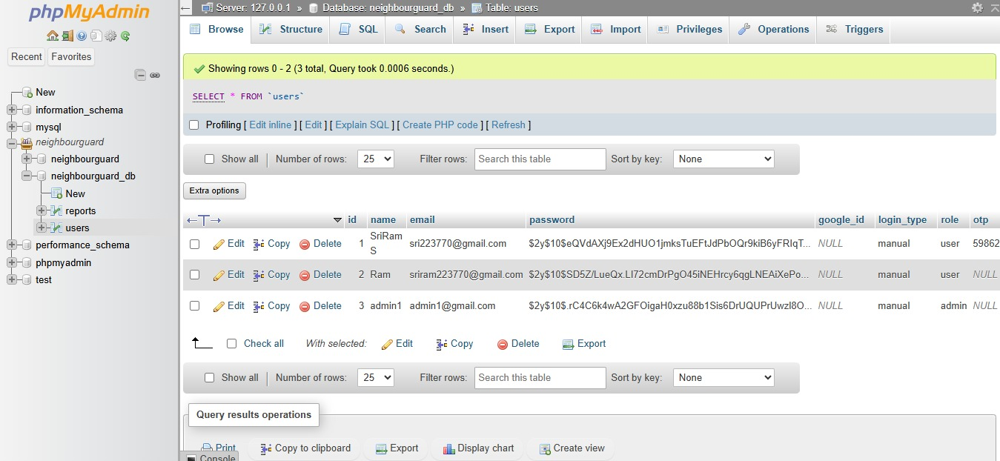 phpMyAdmin
Recent Favorites
New
information_schema
mysql
neighbourguard
neighbourguard
neighbourguard_db
New
reports
users
performance_schema
phpmyadmin
test
Server: 127.0.0.1 » Database: neighbourguard_db » Table: users
Browse Structure SQL Search Insert Export Import Privileges Operations Triggers
Showing rows 0 - 2 (3 total, Query took 0.0006 seconds.)
SELECT * FROM `users`
Profiling [ Edit inline ] [ Edit ] [ Explain SQL ] [ Create PHP code ] [ Refresh ]
Show all Number of rows: 25 Filter rows: Search this table Sort by key: None
Extra options
id name email password google_id login_type role otp
Edit Copy Delete 1 SriRam S sri223770@gmail.com $2y$10$eQVdAXj9Ex2dHUO1jmksTuEFtJdPbOQr9kiB6yFRIqT... NULL manual user 59862
Edit Copy Delete 2 Ram sriram223770@gmail.com $2y$10$SD5Z/LueQx.LI72cmDrPgO45iNEHrcy6qgLNEAiXePo... NULL manual user NULL
Edit Copy Delete 3 admin1 admin1@gmail.com $2y$10$.rC4C6k4wA2GFOigaH0xzu88b1Sis6DrUQUPrUwzI8O... NULL manual admin NULL
Check all With selected: Edit Copy Delete Export
Show all Number of rows: 25 Filter rows: Search this table Sort by key: None
Query results operations
Print Copy to clipboard Export Display chart Create view
Console